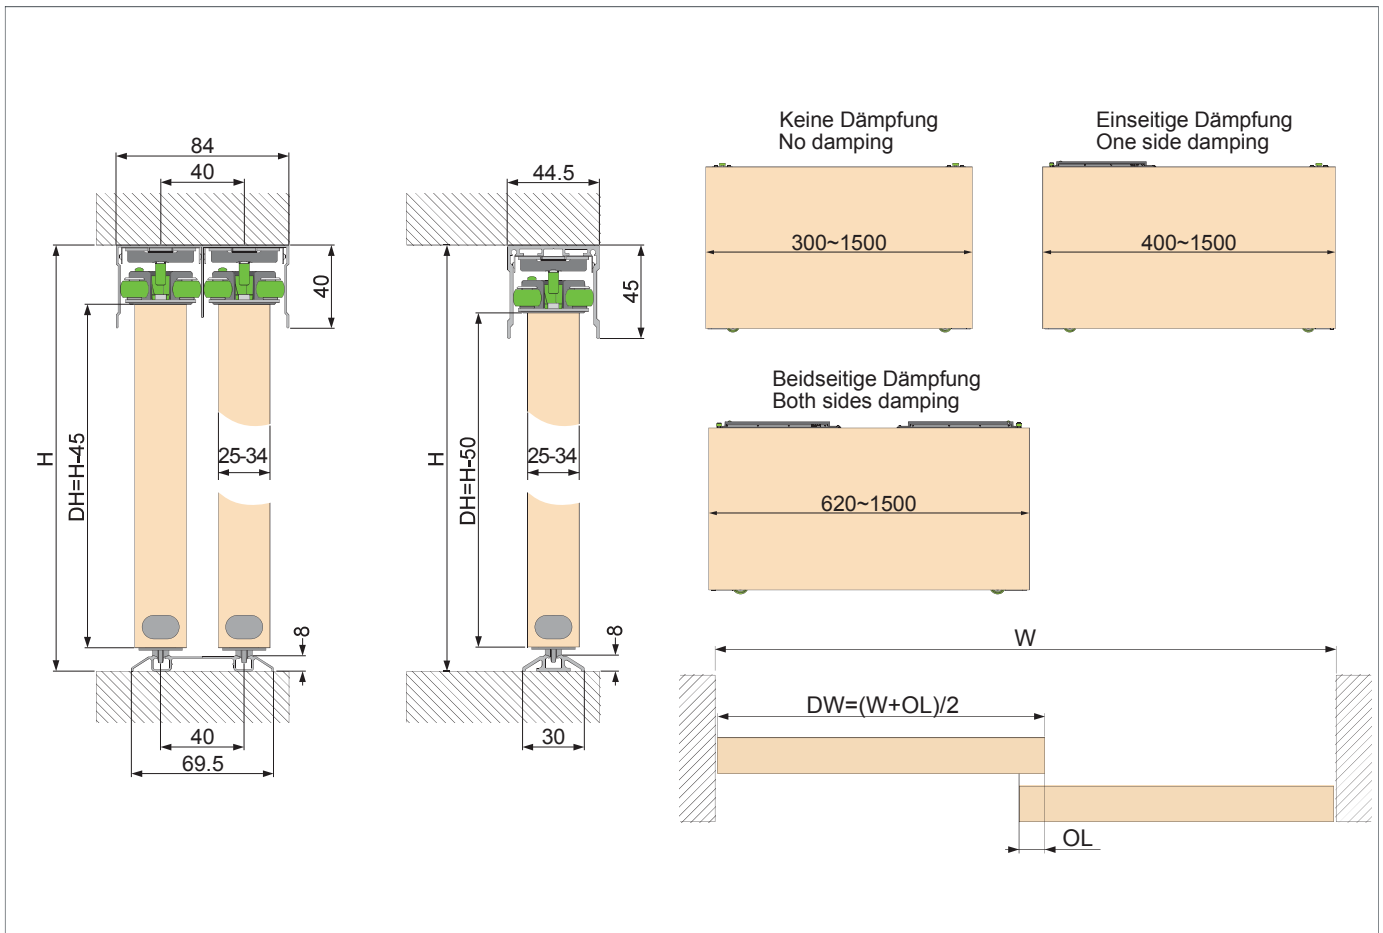 84
40
40
H
DH=H-45
25-34
8
40
69.5
44.5
45
H
DH=H-50
25-34
8
30
Keine Dämpfung
No damping
300~1500
Einseitige Dämpfung
One side damping
400~1500
Beidseitige Dämpfung
Both sides damping
620~1500
W
DW=(W+OL)/2
OL